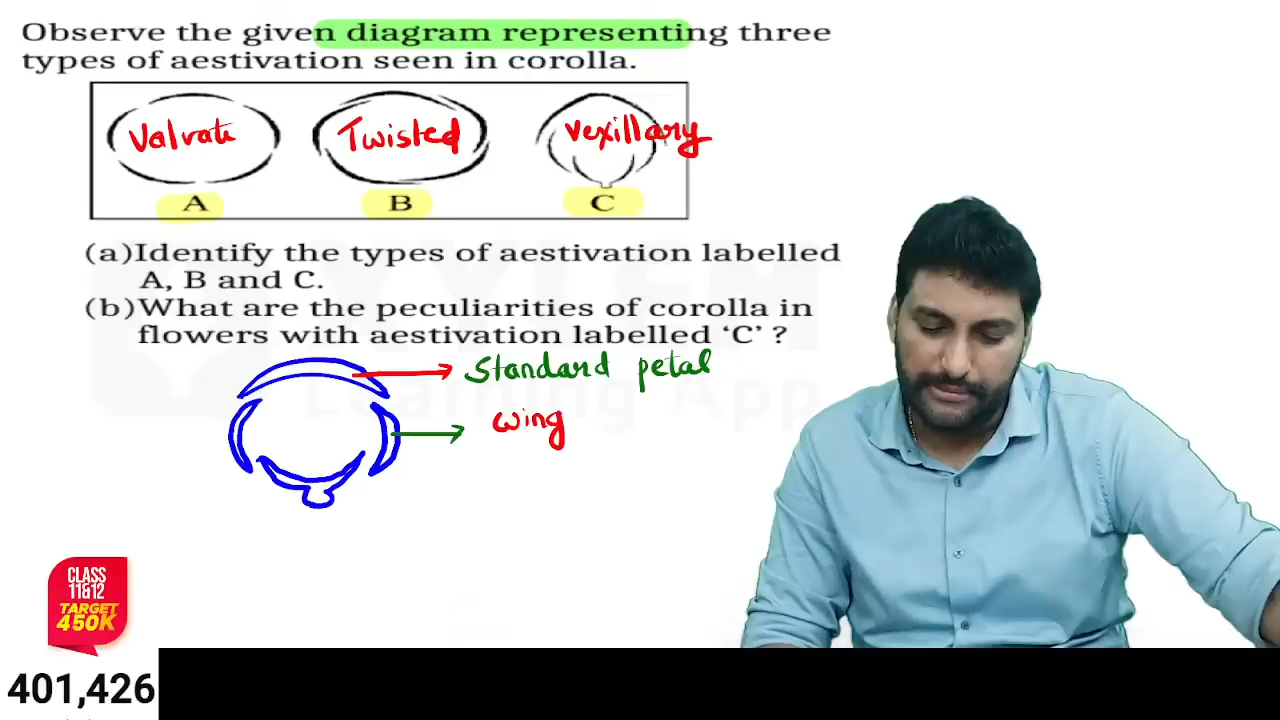 Observe the given diagram representing three
types of aestivation seen in corolla.
Valvate Twisted Vexillary
A B C
(a)Identify the types of aestivation labelled
A, B and C.
(b)What are the peculiarities of corolla in
flowers with aestivation labelled ‘C’ ?
Standard petal
wing
Learning App
CLASS
11&12
TARGET
450K
401,426